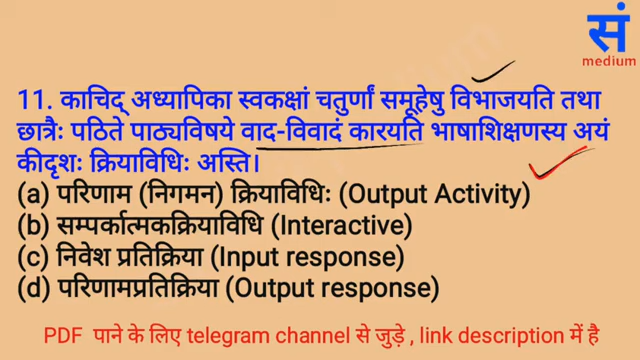 सं
medium
11. काचिद् अध्यापिका स्वकक्षां चतुर्णां समूहेषु विभाजयति तथा
छात्रैः पठिते पाठ्यविषये वाद-विवादं कारयति भाषाशिक्षणस्य अयं
कीदृशः क्रियाविधिः अस्ति।
(a) परिणाम (निगमन) क्रियाविधिः (Output Activity)
(b) सम्पर्कात्मकक्रियाविधि (Interactive)
(c) निवेश प्रतिक्रिया (Input response)
(d) परिणामप्रतिक्रिया (Output response)
PDF पाने के लिए telegram channel से जुड़े , link description में है